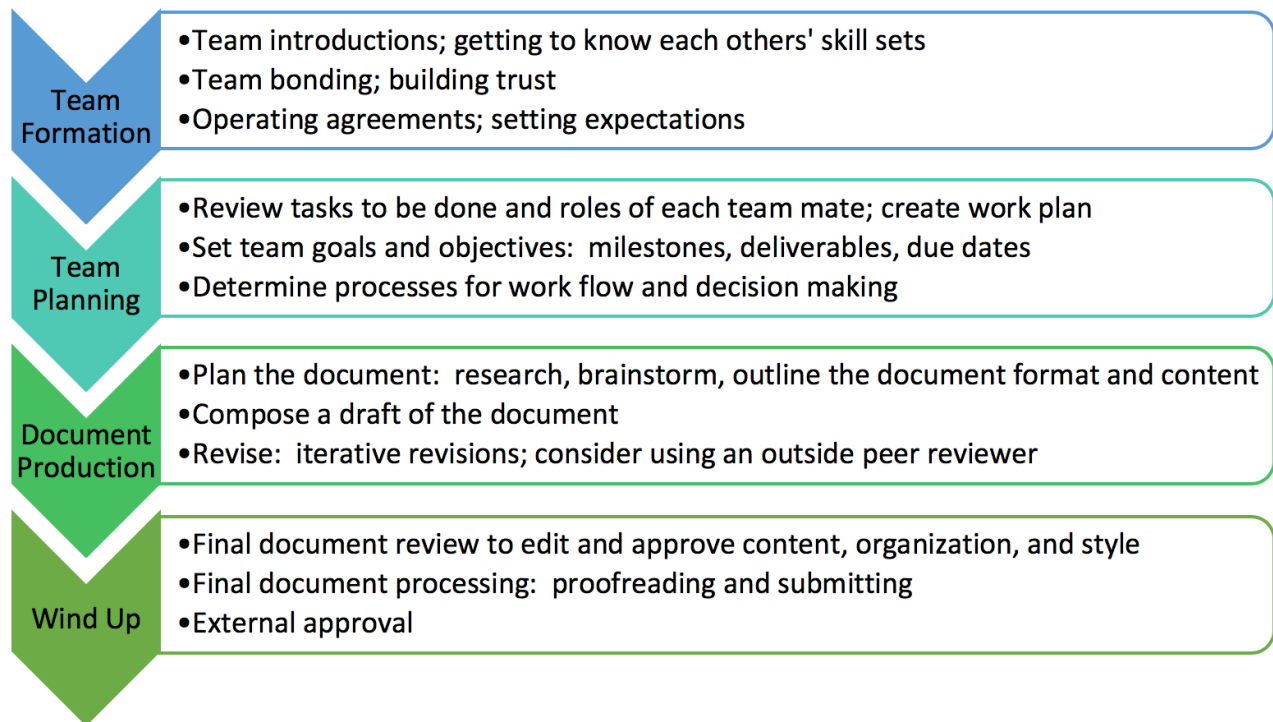 Team
Formation
•Team introductions; getting to know each others' skill sets
•Team bonding; building trust
•Operating agreements; setting expectations
Team
Planning
•Review tasks to be done and roles of each team mate; create work plan
•Set team goals and objectives:  milestones, deliverables, due dates
•Determine processes for work flow and decision making
Document
Production
•Plan the document:  research, brainstorm, outline the document format and content
•Compose a draft of the document
•Revise:  iterative revisions; consider using an outside peer reviewer
Wind Up
•Final document review to edit and approve content, organization, and style
•Final document processing:  proofreading and submitting
•External approval